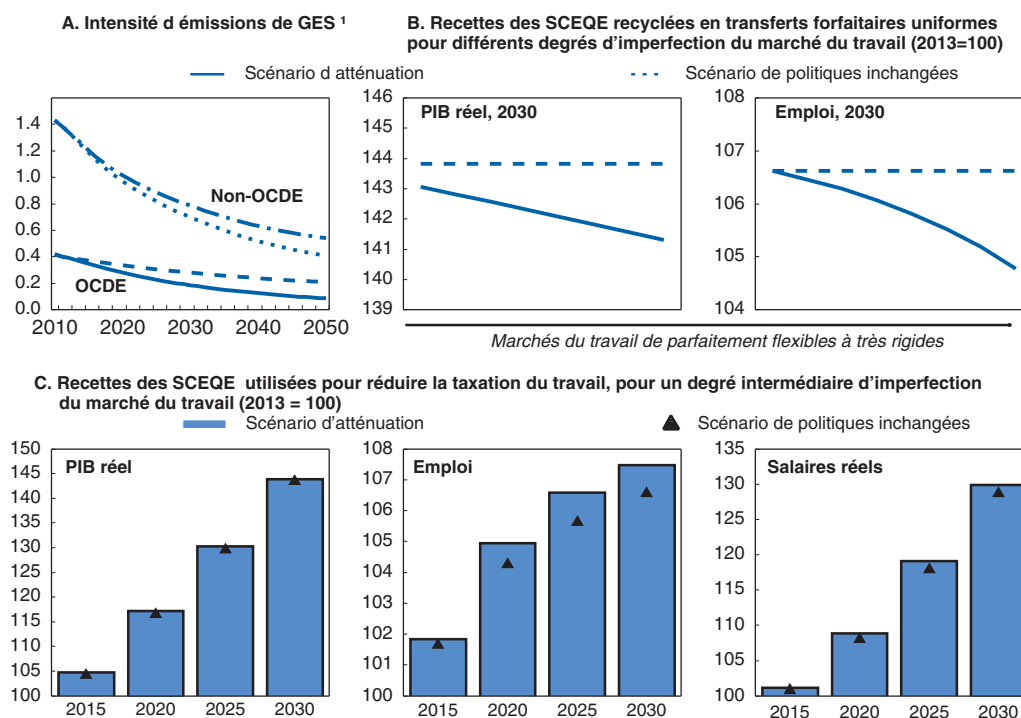 A. Intensité d émissions de GES ¹
B. Recettes des SCEQE recyclées en transferts forfaitaires uniformes
pour différents degrés d'imperfection du marché du travail (2013=100)
Scénario d atténuation
Scénario de politiques inchangées
1.4
1.2
1.0
0.8
0.6
0.4
0.2
0.0
Non-OCDE
OCDE
2010 2020 2030 2040 2050
PIB réel, 2030
146
145
144
143
142
141
140
139
Emploi, 2030
108
107
106
105
104
Marchés du travail de parfaitement flexibles à très rigides
C. Recettes des SCEQE utilisées pour réduire la taxation du travail, pour un degré intermédiaire d'imperfection
du marché du travail (2013 = 100)
Scénario d'atténuation
Scénario de politiques inchangées
PIB réel
150
145
140
135
130
125
120
115
110
105
100
2015 2020 2025 2030
Emploi
108
107
106
105
104
103
102
101
100
2015 2020 2025 2030
Salaires réels
135
130
125
120
115
110
105
100
2015 2020 2025 2030